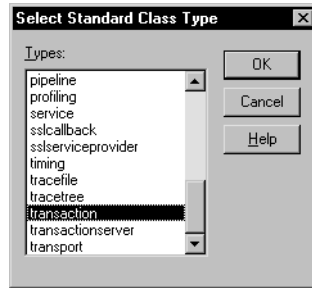 Select Standard Class Type
Types:
pipeline
profiling
service
sslcallback
sslserviceprovider
timing
tracefile
tracetree
transaction
transactionserver
transport
OK
Cancel
Help